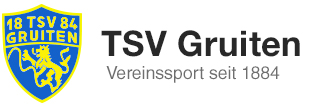 18 TSV 84
GRUITEN
TSV Gruiten
Vereinssport seit 1884